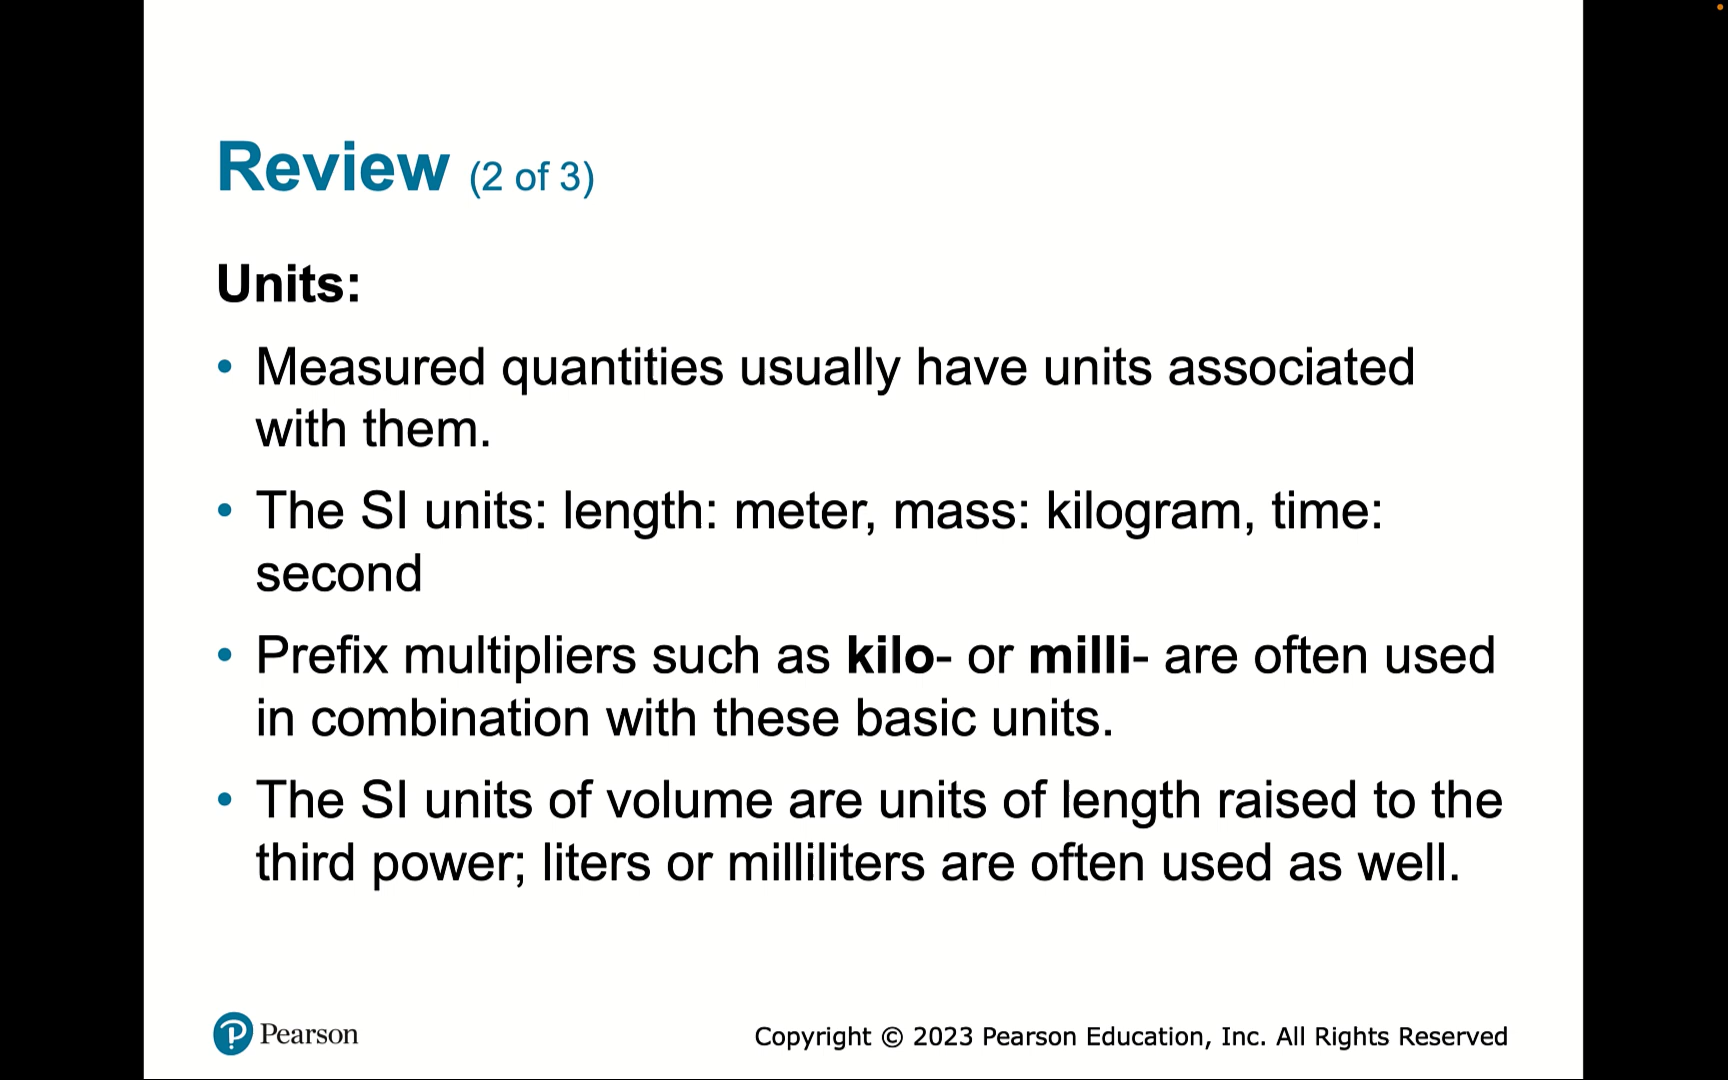 Review (2 of 3)
Units:
• Measured quantities usually have units associated
with them.
• The SI units: length: meter, mass: kilogram, time:
second
• Prefix multipliers such as kilo- or milli- are often used
in combination with these basic units.
• The SI units of volume are units of length raised to the
third power; liters or milliliters are often used as well.
P Pearson
Copyright © 2023 Pearson Education, Inc. All Rights Reserved